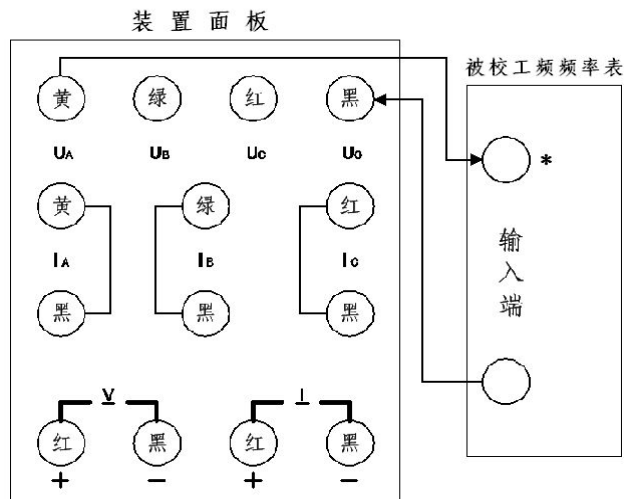 装置面板
被校工频频率表
黄 绿 红 黑
UA UB UC UO
*
黄 绿 红
输入端
IA IB IC
黑 黑 黑
V I
红 黑 红 黑
+ - + -